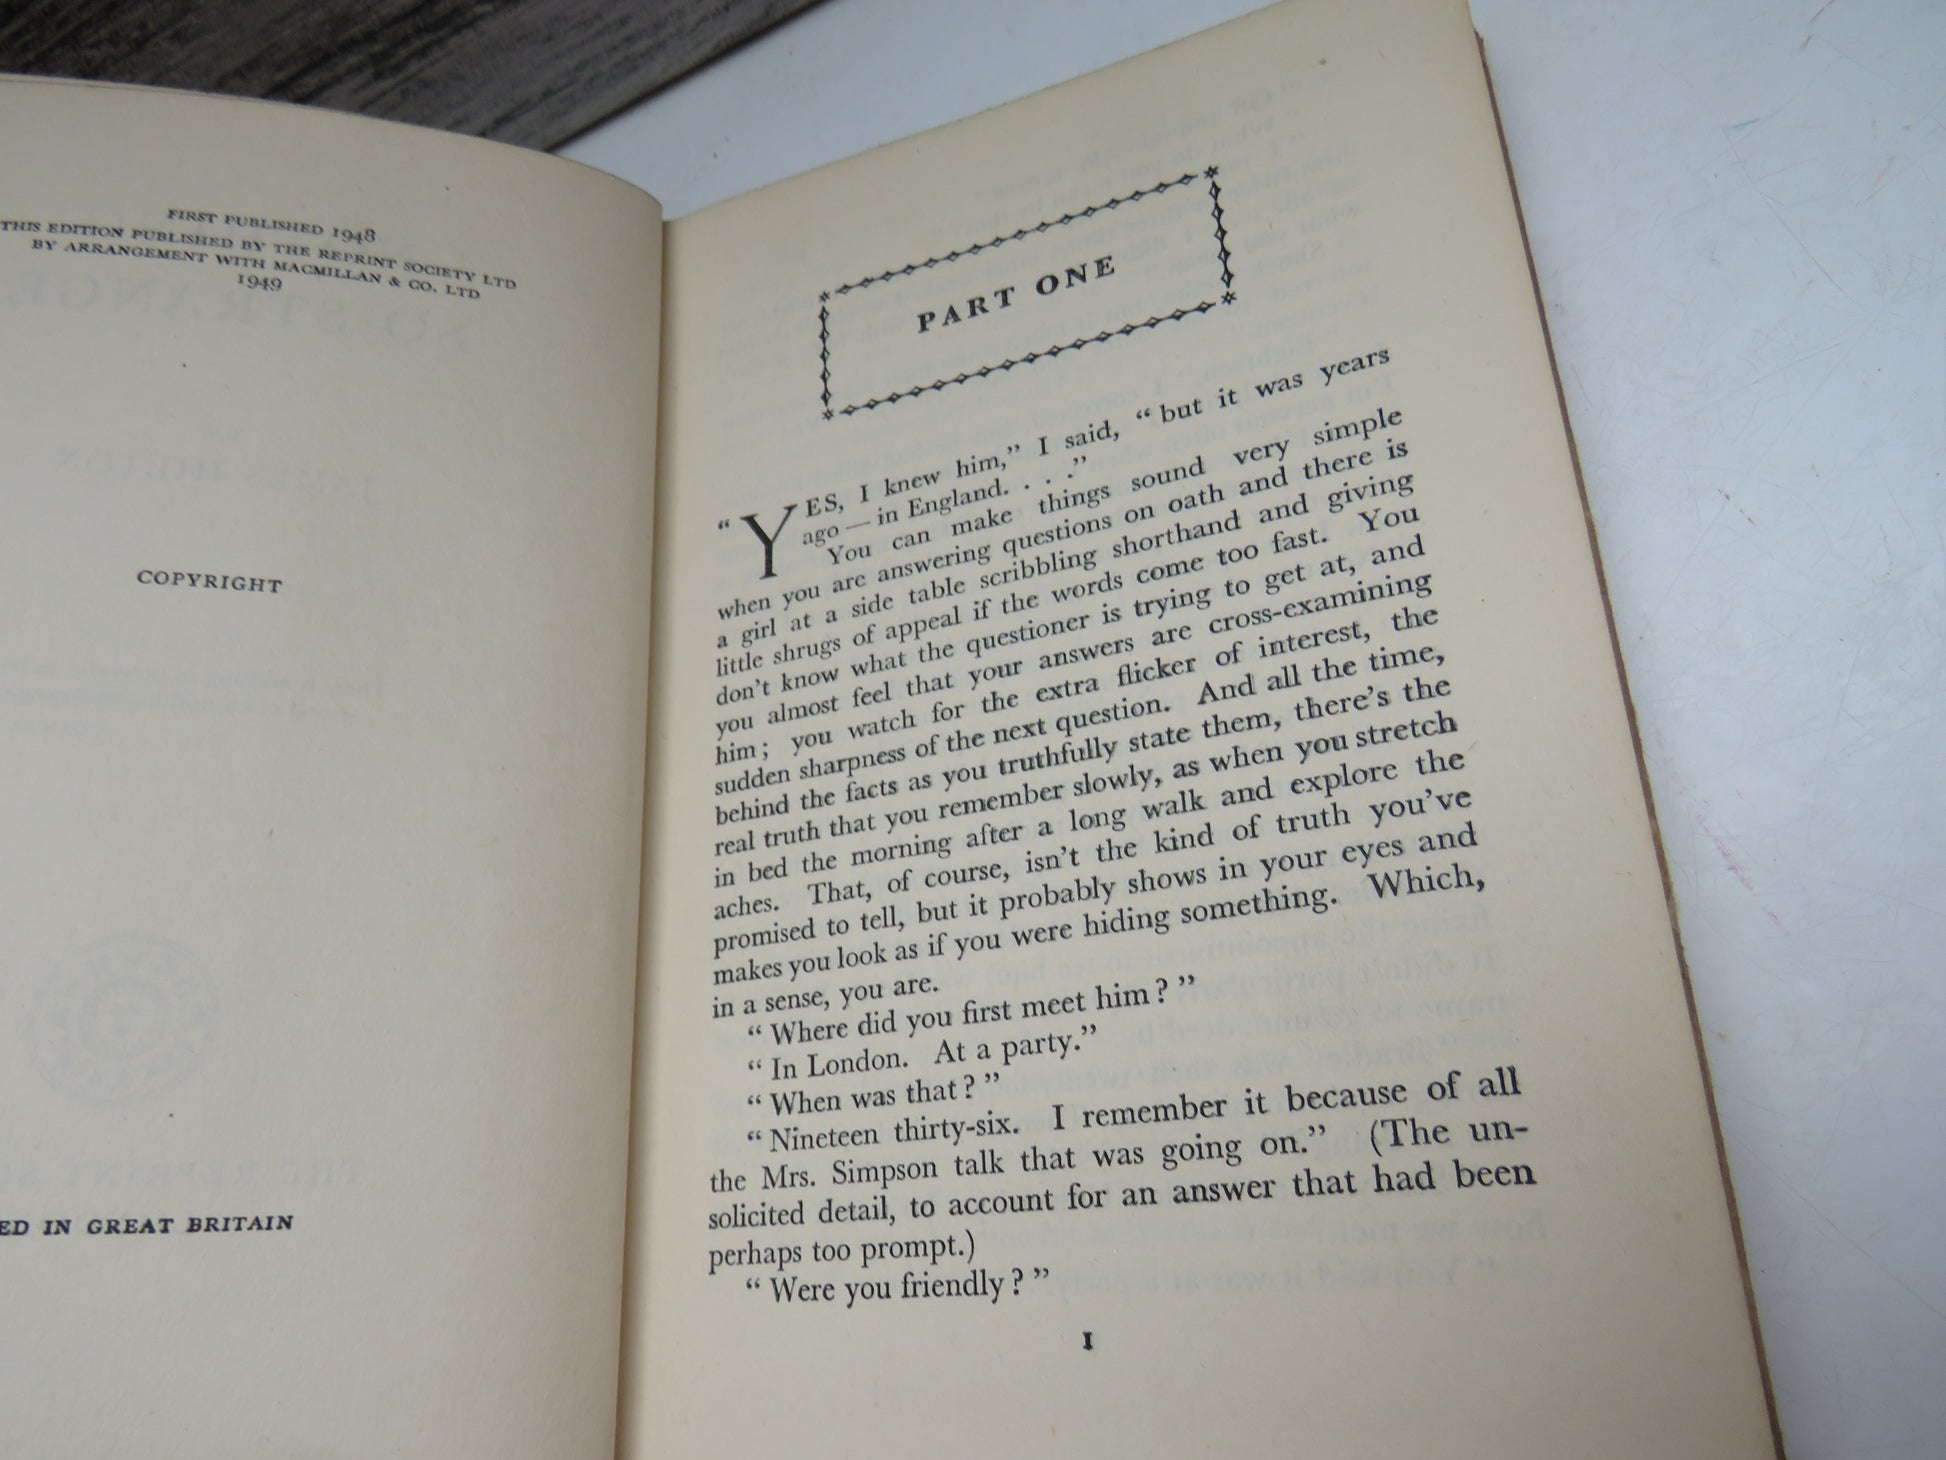 FIRST PUBLISHED 1948
THIS EDITION PUBLISHED BY THE REPRINT SOCIETY LTD
BY ARRANGEMENT WITH MACMILLAN & CO. LTD
1949
COPYRIGHT
ED IN GREAT BRITAIN
PART ONE
“YES, I knew him,” I said, “but it was years
ago — in England. . . .”
You can make things sound very simple
when you are answering questions on oath and there is
a girl at a side table scribbling shorthand and giving
little shrugs of appeal if the words come too fast. You
don’t know what the questioner is trying to get at, and
you almost feel that your answers are cross-examining
him; you watch for the extra flicker of interest, the
sudden sharpness of the next question. And all the time,
behind the facts as you truthfully state them, there’s the
real truth that you remember slowly, as when you stretch
in bed the morning after a long walk and explore the
aches. That, of course, isn’t the kind of truth you’ve
promised to tell, but it probably shows in your eyes and
makes you look as if you were hiding something. Which,
in a sense, you are.
“Where did you first meet him?”
“In London. At a party.”
“When was that?”
“Nineteen thirty-six. I remember it because of all
the Mrs. Simpson talk that was going on.” (The un-
solicited detail, to account for an answer that had been
perhaps too prompt.)
“Were you friendly?”
1